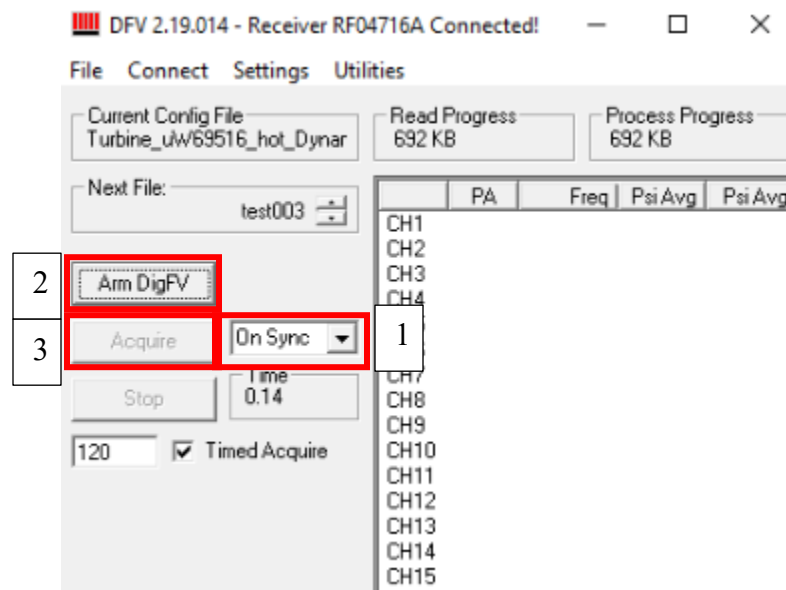 DFV 2.19.014 - Receiver RF04716A Connected!
File Connect Settings Utilities
Current Config File
Turbine_uW69516_hot_Dynar
Read Progress
692 KB
Process Progress
692 KB
Next File:
test003
PA Freq Psi Avg Psi Avg
CH1
CH2
CH3
CH4
CH7
CH8
CH9
CH10
CH11
CH12
CH13
CH14
CH15
2
Arm DigFV
3
Acquire
On Sync
1
Stop
Time
0.14
120
Timed Acquire